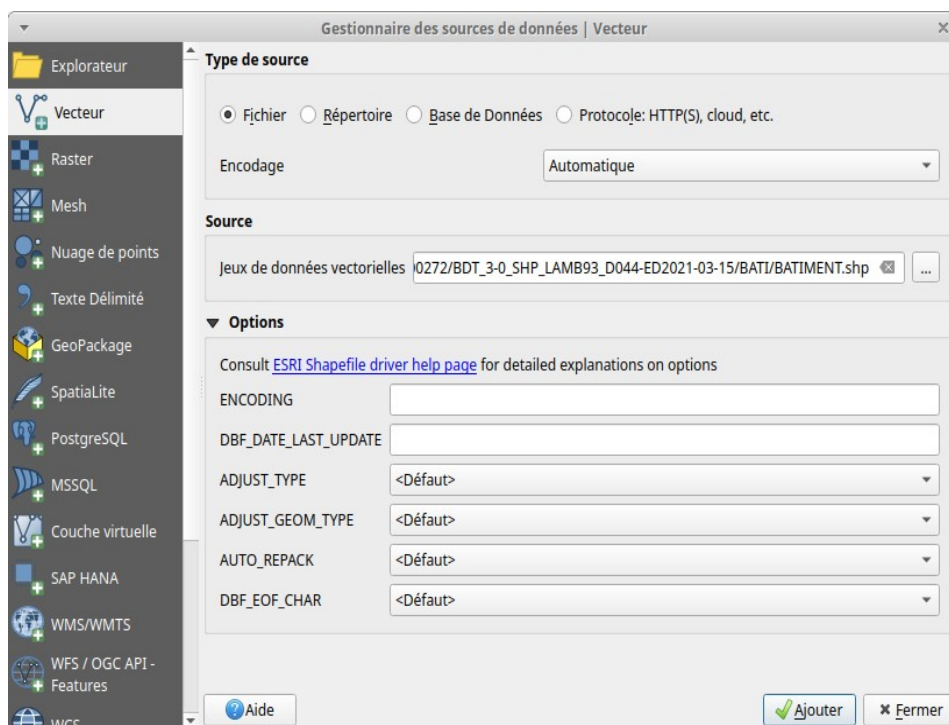 Gestionnaire des sources de données | Vecteur
Explorateur
Vecteur
Raster
Mesh
Nuage de points
Texte Délimité
GeoPackage
SpatiaLite
PostgreSQL
MSSQL
Couche virtuelle
SAP HANA
WMS/WMTS
WFS / OGC API -
Features
WCS
Type de source
Fichier Répertoire Base de Données Protocole: HTTP(S), cloud, etc.
Encodage Automatique
Source
Jeux de données vectorielles 00272/BDT_3-0_SHP_LAMB93_D044-ED2021-03-15/BATI/BATIMENT.shp ...
Options
Consult ESRI Shapefile driver help page for detailed explanations on options
ENCODING
DBF_DATE_LAST_UPDATE
ADJUST_TYPE <Défaut>
ADJUST_GEOM_TYPE <Défaut>
AUTO_REPACK <Défaut>
DBF_EOF_CHAR <Défaut>
Aide Ajouter Fermer